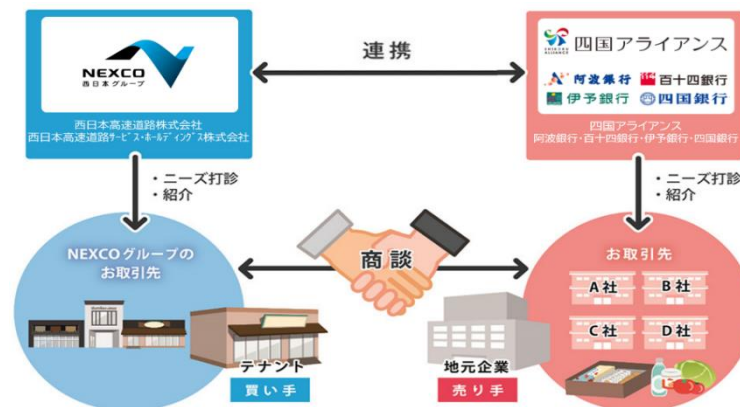 NEXCO
西日本グループ
西日本高速道路株式会社
西日本高速道路サービス・ホールディングス株式会社
連携
SHIKOKU ALLIANCE
四国アライアンス
阿波銀行
百十四銀行
伊予銀行
四国銀行
四国アライアンス
阿波銀行・百十四銀行・伊予銀行・四国銀行
・ニーズ打診
・紹介
・ニーズ打診
・紹介
NEXCOグループの
お取引先
商談
お取引先
A社
B社
C社
D社
テナント
買い手
地元企業
売り手